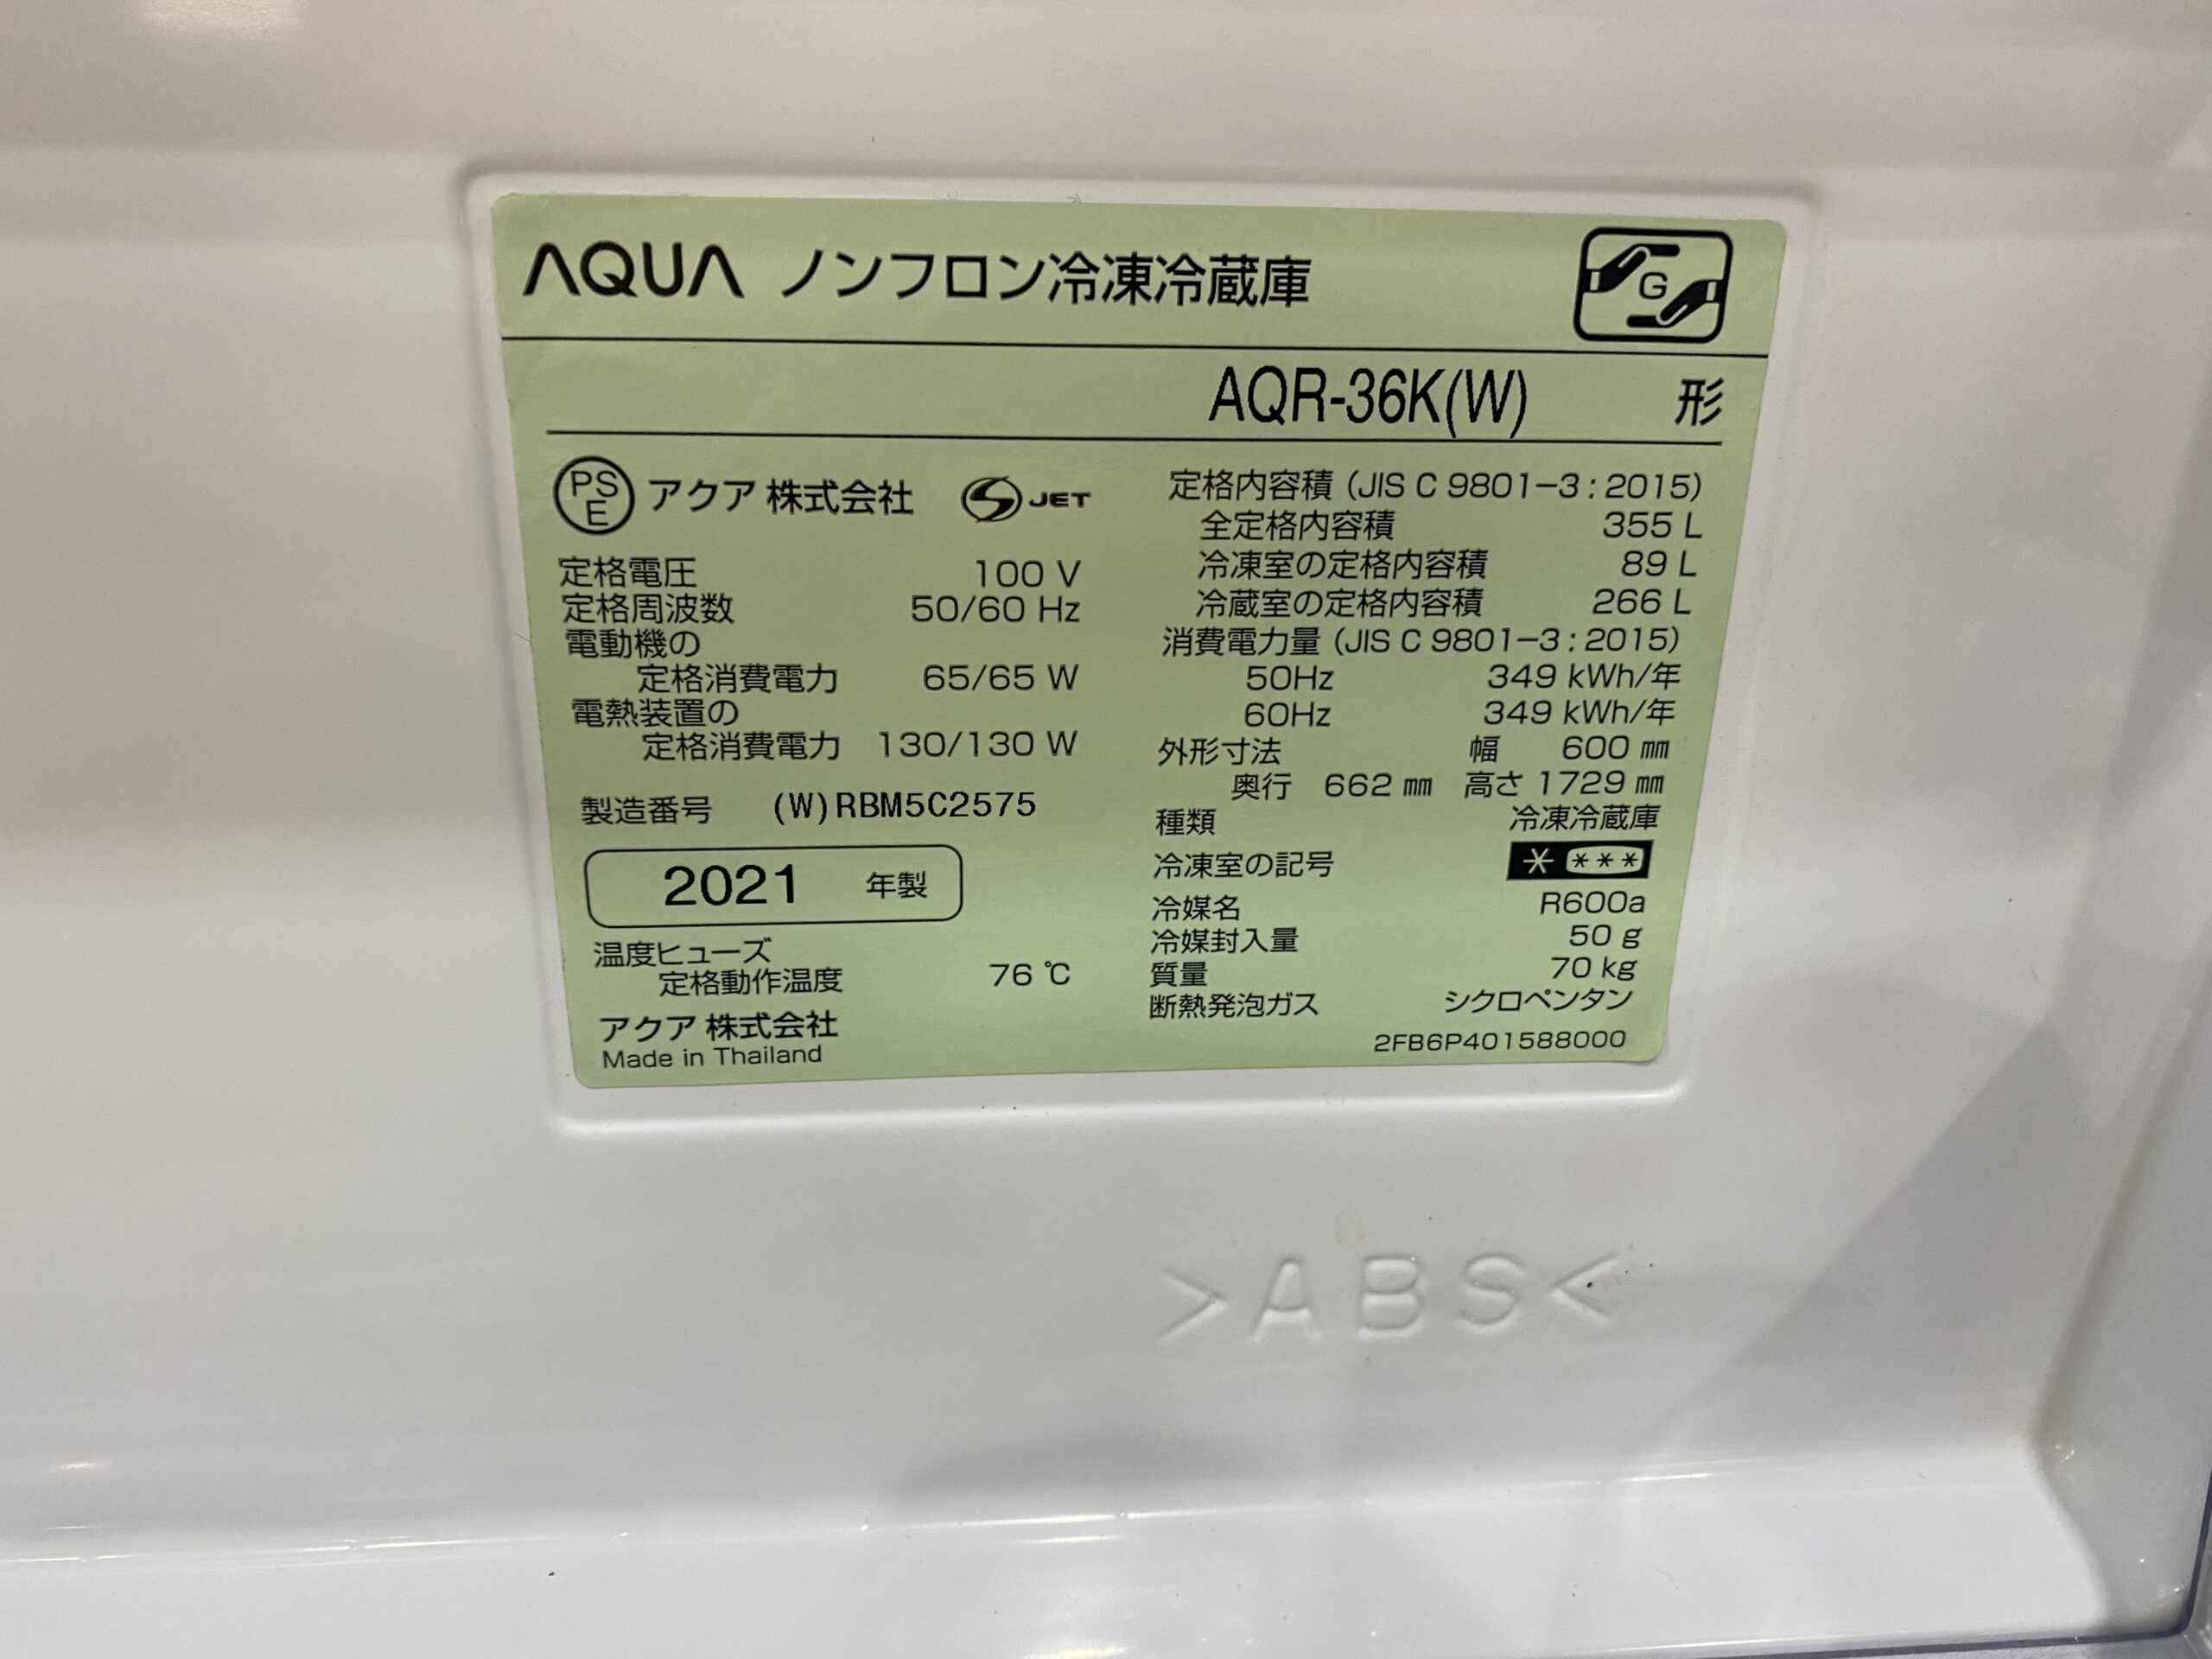 AQUA ノンフロン冷凍冷蔵庫
G
AQR-36K(W) 形
PSE アクア 株式会社 S JET
定格電圧 100 V
定格周波数 50/60 Hz
電動機の
定格消費電力 65/65 W
電熱装置の
定格消費電力 130/130 W
製造番号 (W)RBM5C2575
2021 年製
温度ヒューズ
定格動作温度 76 ℃
アクア 株式会社
Made in Thailand
定格内容積 (JIS C 9801-3:2015)
全定格内容積 355 L
冷凍室の定格内容積 89 L
冷蔵室の定格内容積 266 L
消費電力量 (JIS C 9801-3:2015)
50Hz 349 kWh/年
60Hz 349 kWh/年
外形寸法 幅 600 ㎜
奥行 662 ㎜ 高さ 1729 ㎜
種類 冷凍冷蔵庫
冷凍室の記号 * ***
冷媒名 R600a
冷媒封入量 50 g
質量 70 kg
断熱発泡ガス シクロペンタン
2FB6P401588000
>ABS<